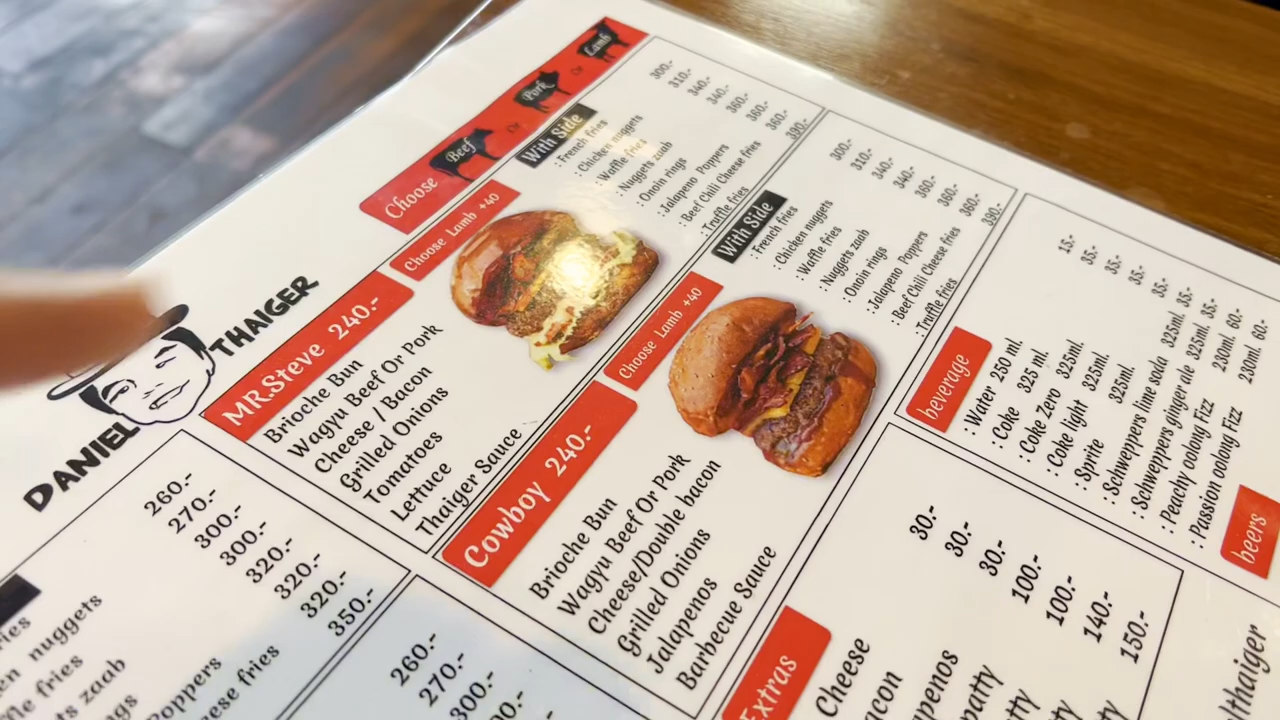 DANIEL THAIGER
Choose Beef Or Pork Or Lamb
MR.Steve 240.-
Choose Lamb +40
Brioche Bun
Wagyu Beef Or Pork
Cheese / Bacon
Grilled Onions
Tomatoes
Lettuce
Thaiger Sauce
With Side
: French fries 300.-
: Chicken nuggets 310.-
: Waffle fries 340.-
: Nuggets zaab 340.-
: Onoin rings 360.-
: Jalapeno Poppers 360.-
: Beef Chili Cheese fries 360.-
: Truffle fries 390.-
Cowboy 240.-
Choose Lamb +40
Brioche Bun
Wagyu Beef Or Pork
Cheese/Double bacon
Grilled Onions
Jalapenos
Barbecue Sauce
With Side
: French fries 300.-
: Chicken nuggets 310.-
: Waffle fries 340.-
: Nuggets zaab 340.-
: Onoin rings 360.-
: Jalapeno Poppers 360.-
: Beef Chili Cheese fries 360.-
: Truffle fries 390.-
beverage
: Water 250 ml. 15.-
: Coke 325 ml. 35.-
: Coke Zero 325ml. 35.-
: Coke light 325ml. 35.-
: Sprite 325ml. 35.-
: Schweppers lime soda 325ml. 35.-
: Schweppers ginger ale 325ml. 35.-
: Peachy oolong Fizz 230ml. 60.-
: Passion oolong Fizz 230ml. 60.-
beers
260.-
270.-
nuggets 300.-
fries 300.-
zaab 320.-
320.-
Poppers 320.-
fries 350.-
260.-
270.-
300.-
Extras
Cheese 30.-
30.-
30.-
patty 100.-
100.-
140.-
150.-